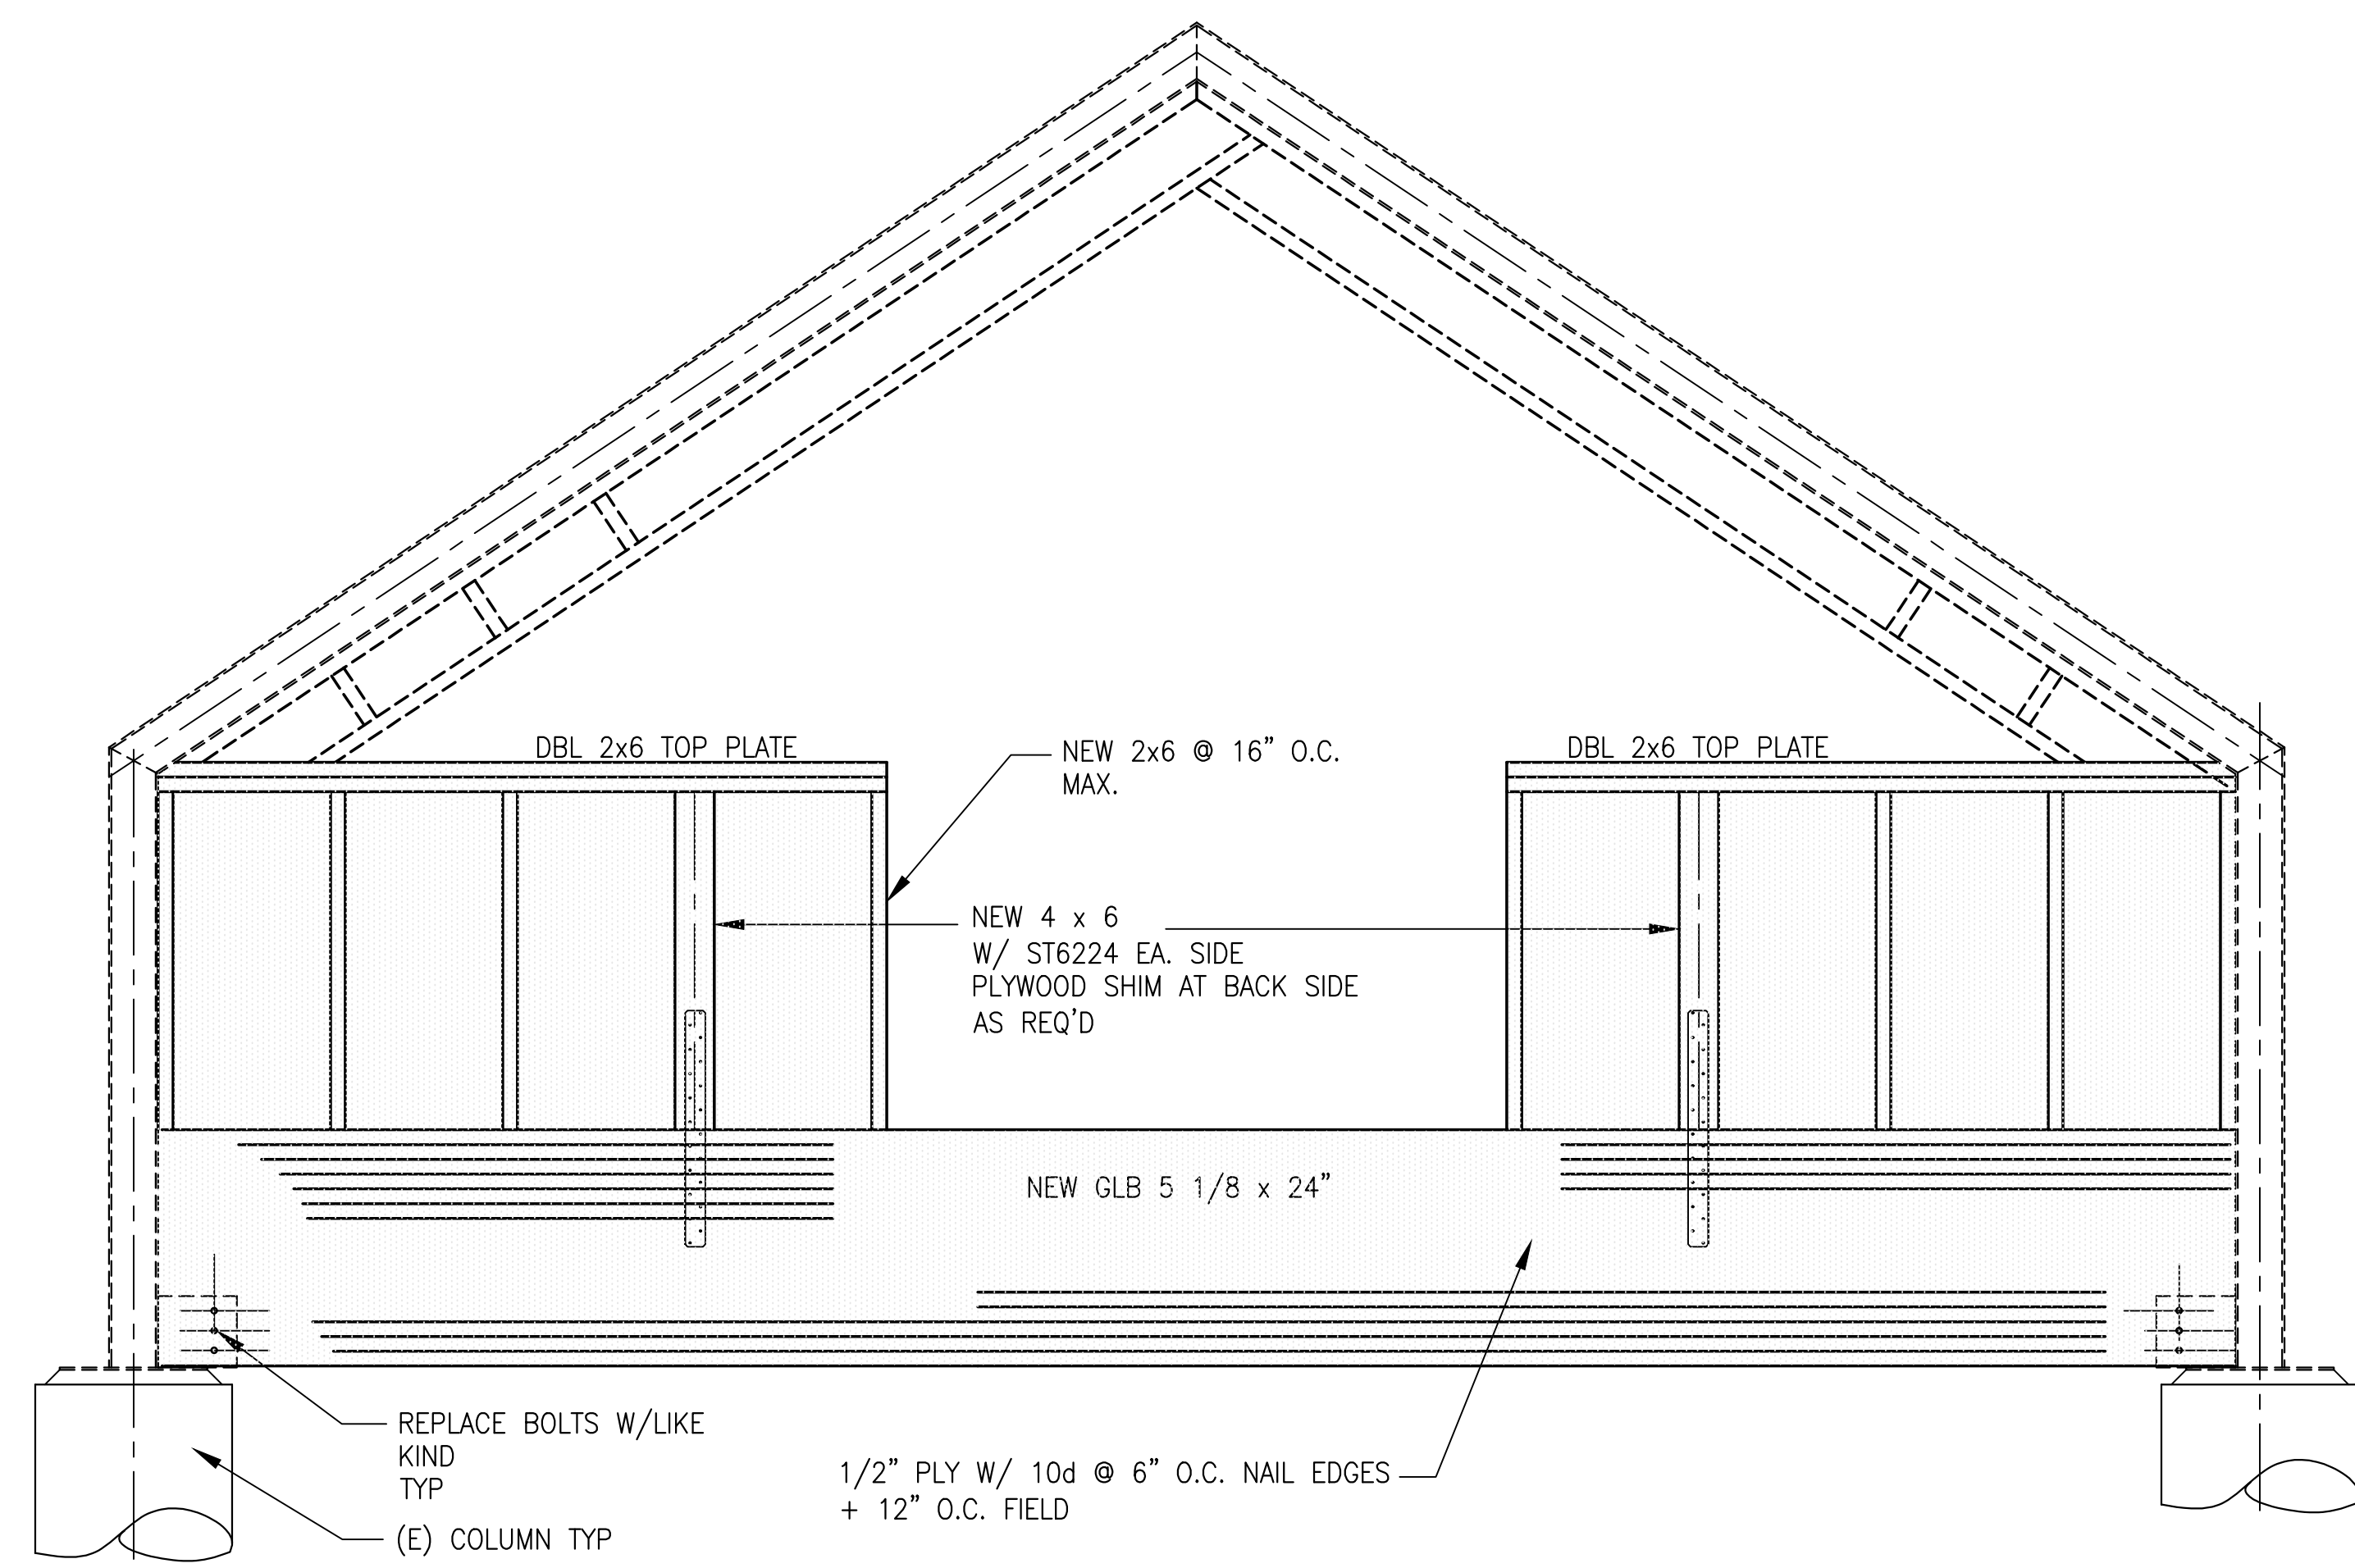 DBL 2x6 TOP PLATE
NEW 2x6 @ 16” O.C.
MAX.
DBL 2x6 TOP PLATE
NEW 4 x 6
W/ ST6224 EA. SIDE
PLYWOOD SHIM AT BACK SIDE
AS REQ'D
NEW GLB 5 1/8 x 24”
REPLACE BOLTS W/LIKE
KIND
TYP
1/2” PLY W/ 10d @ 6” O.C. NAIL EDGES
+ 12” O.C. FIELD
(E) COLUMN TYP